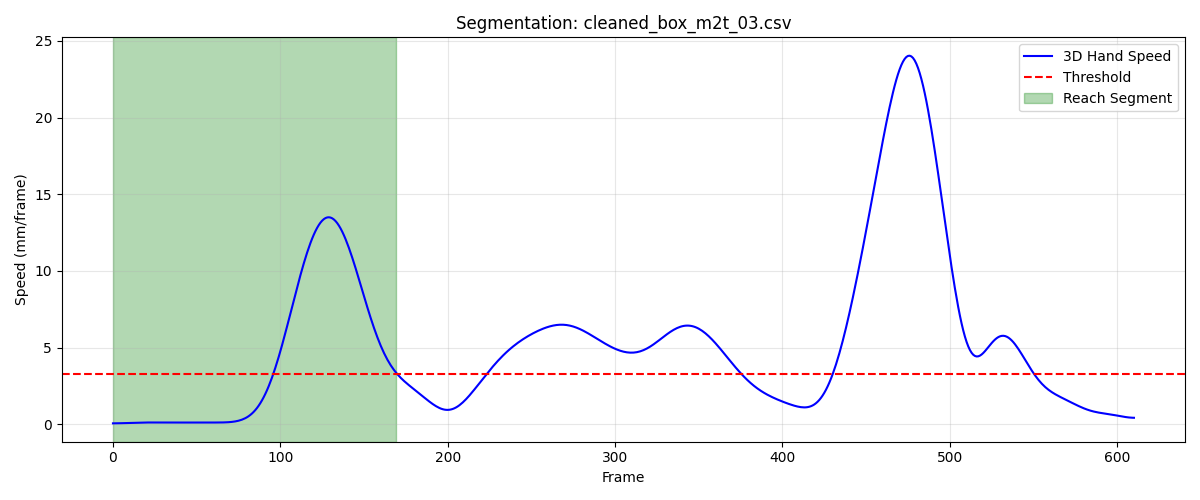 Segmentation: cleaned_box_m2t_03.csv
25
20
15
10
5
0
Speed (mm/frame)
3D Hand Speed
Threshold
Reach Segment
0 100 200 300 400 500 600
Frame